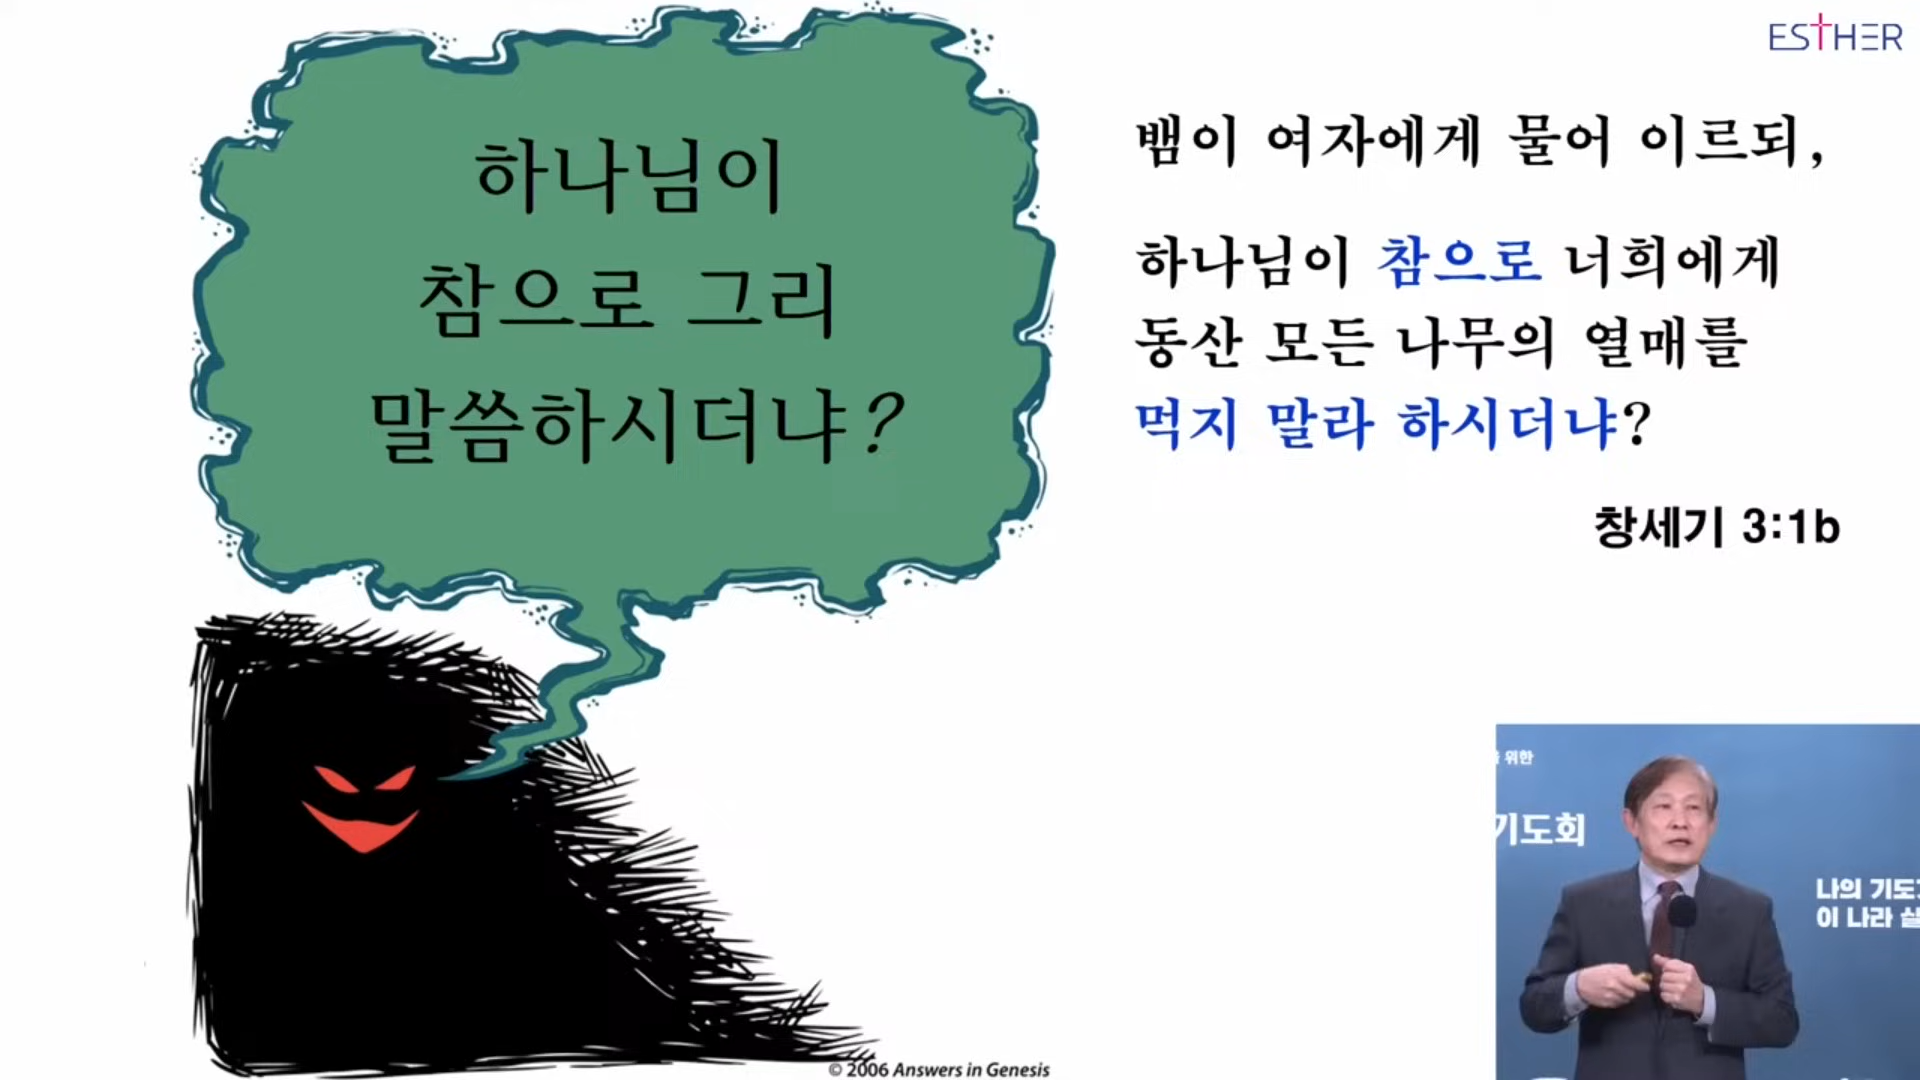 ESTHER
하나님이
참으로 그리
말씀하시더냐?
뱀이 여자에게 물어 이르되,
하나님이 참으로 너희에게
동산 모든 나무의 열매를
먹지 말라 하시더냐?
창세기 3:1b
위한
기도회
나의 기도
이 나라
© 2006 Answers in Genesis